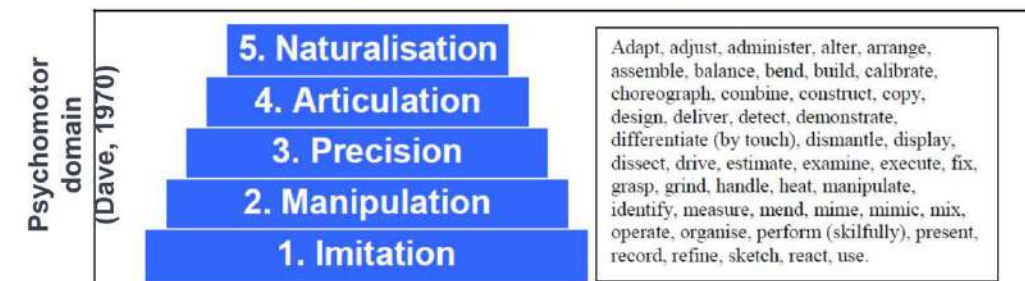 Psychomotor
domain
(Dave, 1970)
5. Naturalisation
4. Articulation
3. Precision
2. Manipulation
1. Imitation
Adapt, adjust, administer, alter, arrange,
assemble, balance, bend, build, calibrate,
choreograph, combine, construct, copy,
design, deliver, detect, demonstrate,
differentiate (by touch), dismantle, display,
dissect, drive, estimate, examine, execute, fix,
grasp, grind, handle, heat, manipulate,
identify, measure, mend, mime, mimic, mix,
operate, organise, perform (skilfully), present,
record, refine, sketch, react, use.